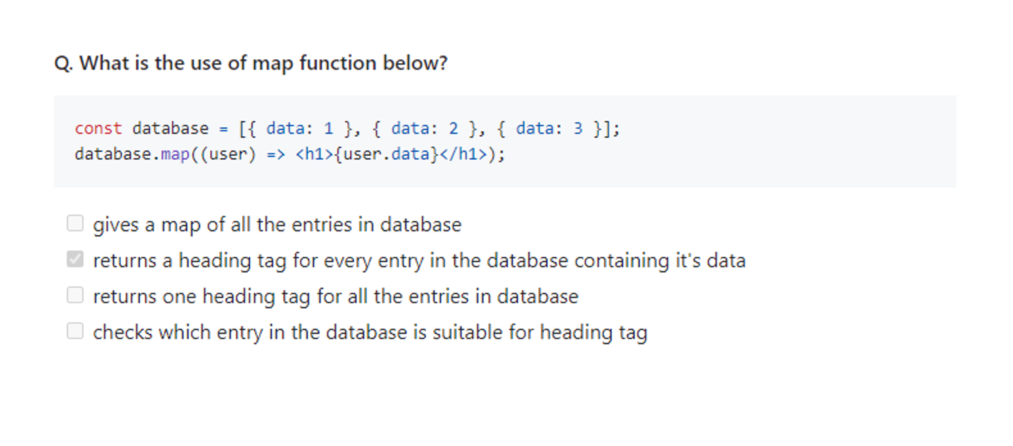 Q. What is the use of map function below?
const database = [{ data: 1 }, { data: 2 }, { data: 3 }];
database.map((user) => <h1>{user.data}</h1>);
gives a map of all the entries in database
returns a heading tag for every entry in the database containing it's data
returns one heading tag for all the entries in database
checks which entry in the database is suitable for heading tag